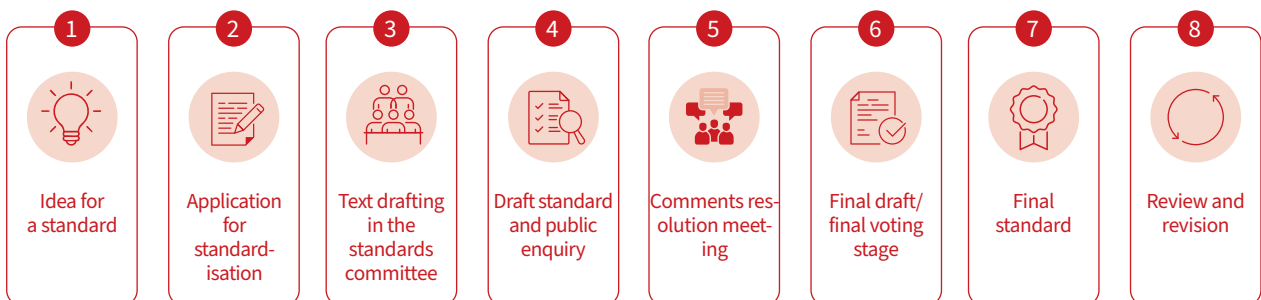 1
Idea for
a standard
2
Application
for
standard-
isation
3
Text drafting
in the
standards
committee
4
Draft standard
and public
enquiry
5
Comments res-
olution meet-
ing
6
Final draft/
final voting
stage
7
Final
standard
8
Review and
revision